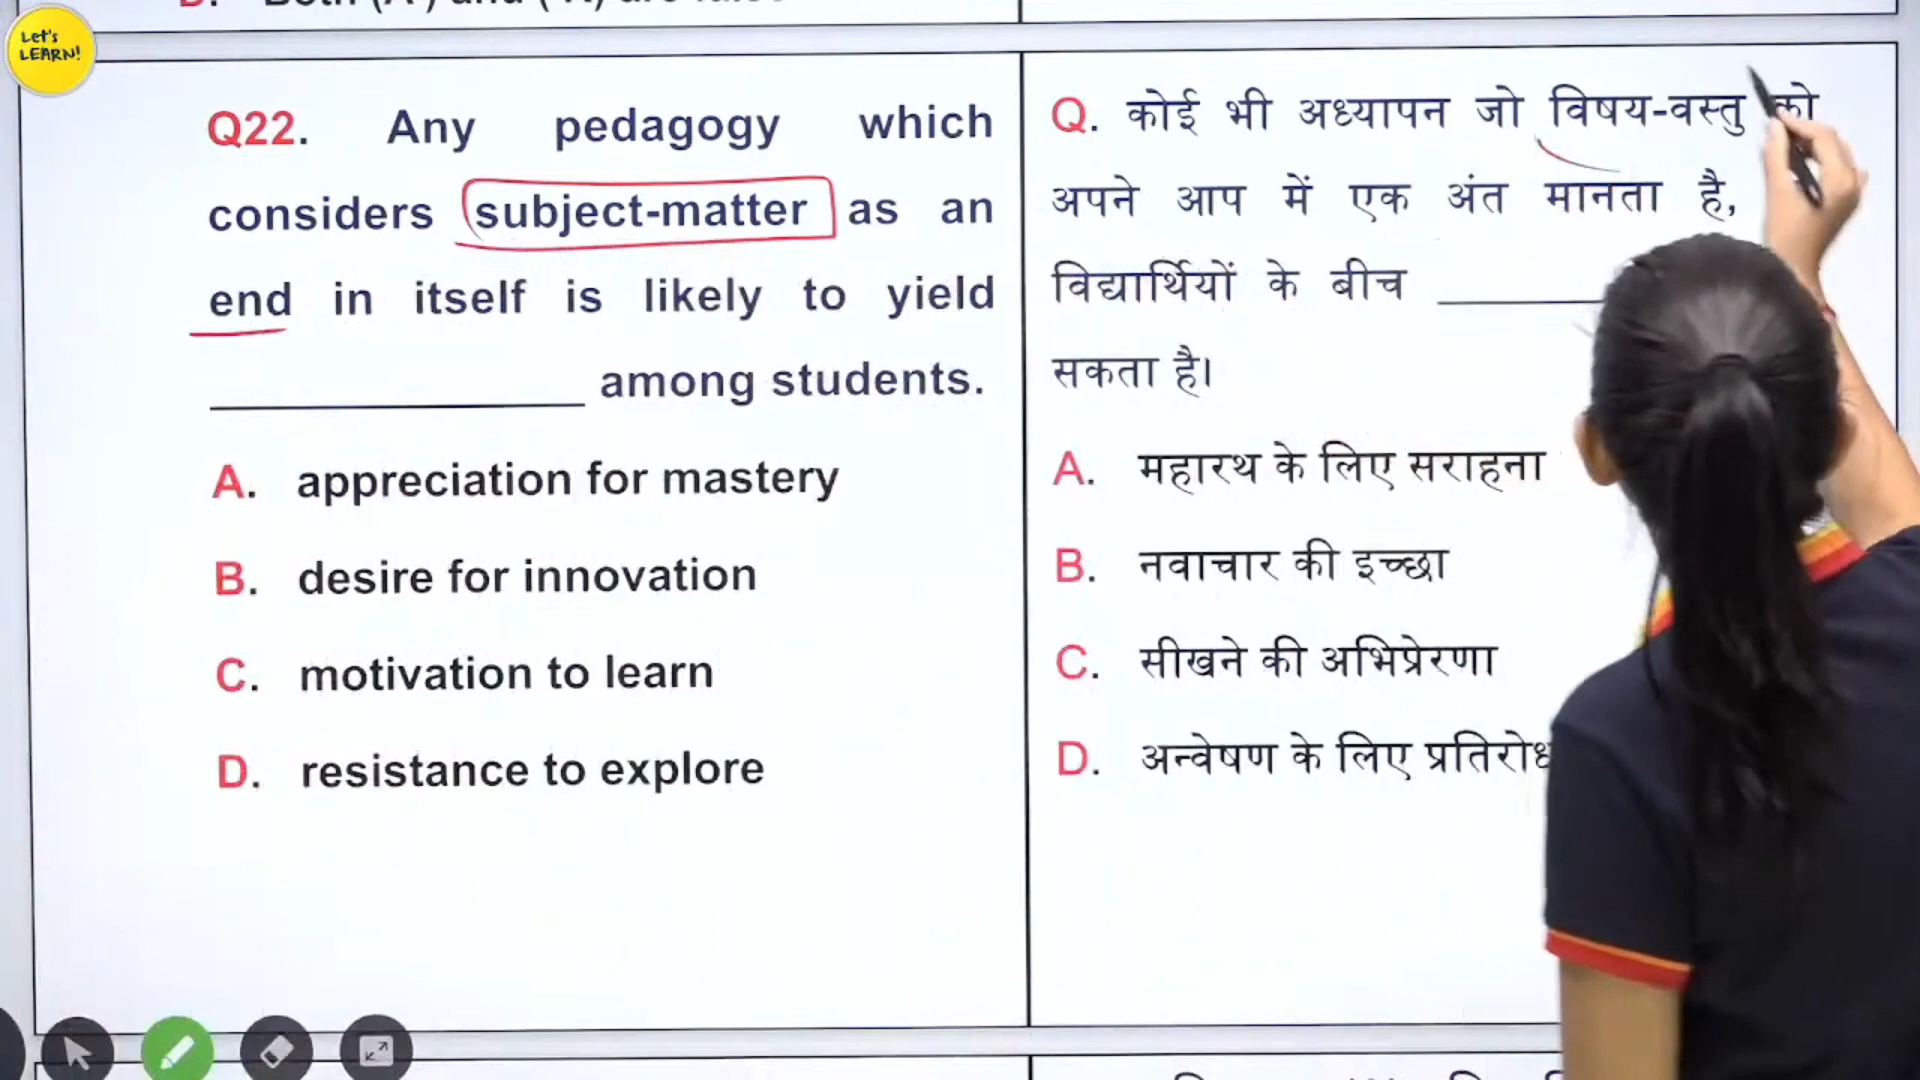 Let's
LEARN!
Q22. Any pedagogy which
considers subject-matter as an
end in itself is likely to yield
____________ among students.
A. appreciation for mastery
B. desire for innovation
C. motivation to learn
D. resistance to explore
Q. कोई भी अध्यापन जो विषय-वस्तु को
अपने आप में एक अंत मानता है,
विद्यार्थियों के बीच ________
सकता है।
A. महारथ के लिए सराहना
B. नवाचार की इच्छा
C. सीखने की अभिप्रेरणा
D. अन्वेषण के लिए प्रतिरोध